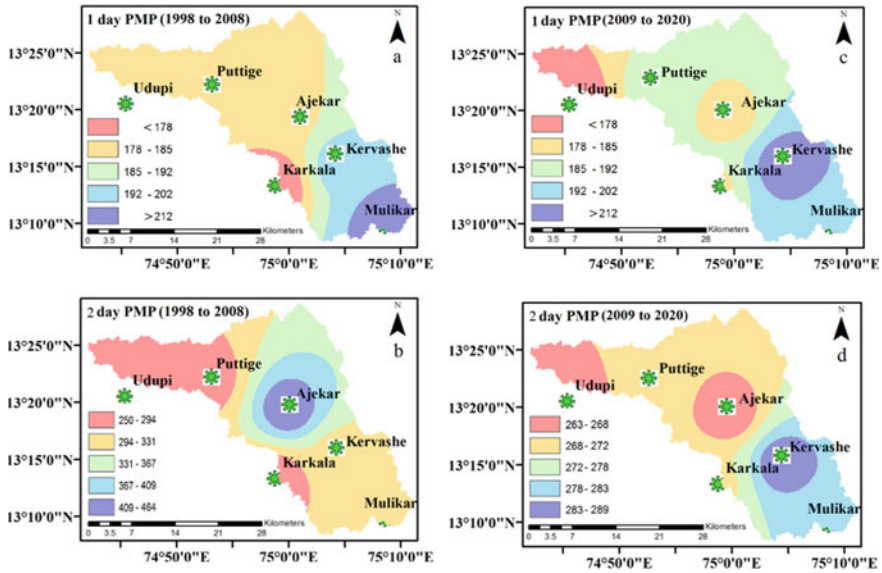 1 day PMP (1998 to 2008)
N
a
13°25'0"N
13°20'0"N
13°15'0"N
13°10'0"N
Udupi
Puttige
Ajekar
Kervashe
Karkala
Mulikar
< 178
178 - 185
185 - 192
192 - 202
>212
0 3.5 7 14 21 28
Kilometers
74°50'0"E 75°0'0"E 75°10'0"E
1 day PMP (2009 to 2020)
N
c
13°25'0"N
13°20'0"N
13°15'0"N
13°10'0"N
Udupi
Puttige
Ajekar
Kervashe
Karkala
Mulikar
<178
178 - 185
185 - 192
192 - 202
>212
0 3.5 7 14 21 28
Kilometers
74°50'0"E 75°0'0"E 75°10'0"E
2 day PMP (1998 to 2008)
N
b
13°25'0"N
13°20'0"N
13°15'0"N
13°10'0"N
Udupi
Puttige
Ajekar
Kervashe
Karkala
Mulikar
250 - 294
294 - 331
331 - 367
367 - 409
409 - 464
0 3.5 7 14 21 28
Kilometers
74°50'0"E 75°0'0"E 75°10'0"E
2 day PMP (2009 to 2020)
N
d
13°25'0"N
13°20'0"N
13°15'0"N
13°10'0"N
Udupi
Puttige
Ajekar
Kervashe
Karkala
Mulikar
263 - 268
268 - 272
272 - 278
278 - 283
283 - 289
0 3.5 7 14 21 28
Kilometers
74°50'0"E 75°0'0"E 75°10'0"E